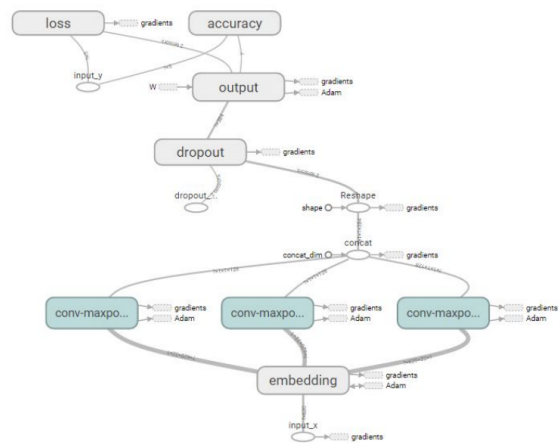 loss
gradients
accuracy
input_y
W
output
gradients
Adam
dropout
gradients
dropout_...
Reshape
shape
gradients
concat
concat_dim
gradients
conv-maxpo...
gradients
Adam
conv-maxpo...
gradients
Adam
conv-maxpo...
gradients
Adam
embedding
gradients
Adam
input_x
gradients